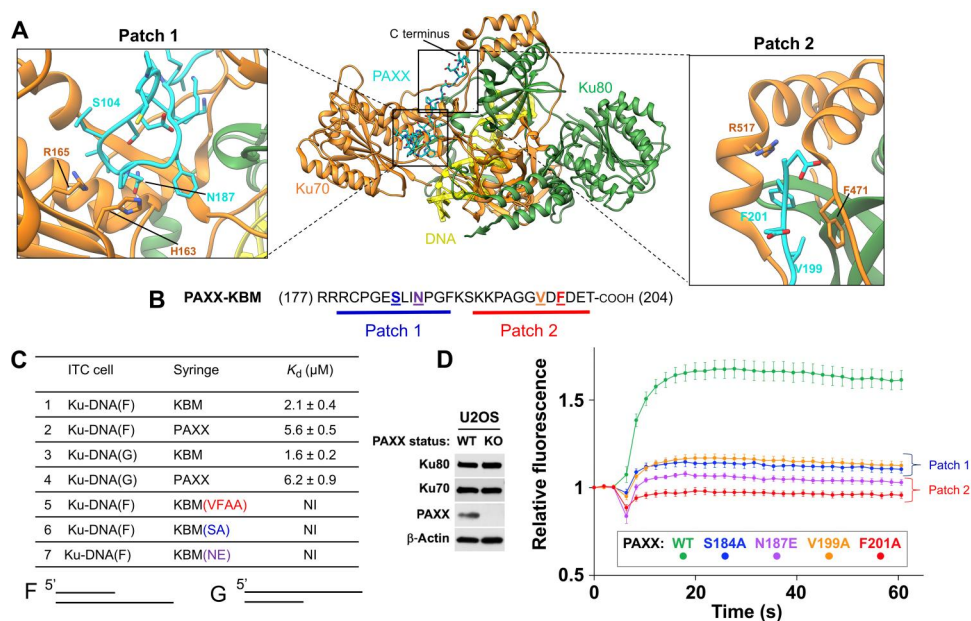 A
Patch 1
S104
R165
N187
H163
C terminus
PAXX
Ku80
Ku70
DNA
Patch 2
R517
F471
F201
V199
B PAXX-KBM (177) RRRCPGESLINPGFKSKKPAGGVDFDET-COOH (204)
Patch 1 Patch 2
C
ITC cell Syringe Kd (μM)
1 Ku-DNA(F) KBM 2.1 ± 0.4
2 Ku-DNA(F) PAXX 5.6 ± 0.5
3 Ku-DNA(G) KBM 1.6 ± 0.2
4 Ku-DNA(G) PAXX 6.2 ± 0.9
5 Ku-DNA(F) KBM(VFAA) NI
6 Ku-DNA(F) KBM(SA) NI
7 Ku-DNA(F) KBM(NE) NI
F 5’ G 5’
D
U2OS
PAXX status: WT KO
Ku80
Ku70
PAXX
β-Actin
Relative fluorescence
1.5
1
0.5
Patch 1
Patch 2
PAXX: WT S184A N187E V199A F201A
0 20 40 60
Time (s)